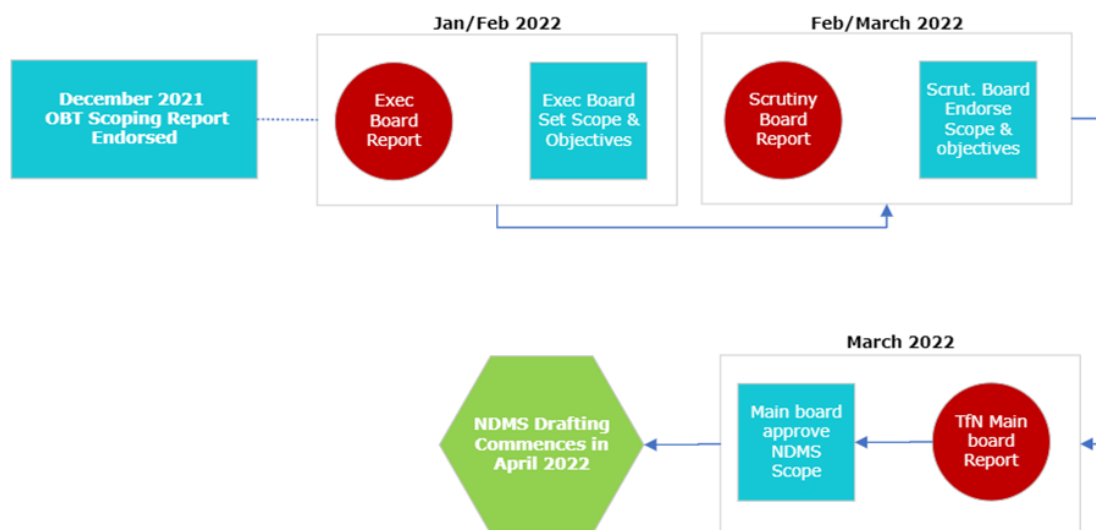 Jan/Feb 2022
Feb/March 2022
December 2021
OBT Scoping Report
Endorsed
Exec
Board
Report
Exec Board
Set Scope &
Objectives
Scrutiny
Board
Report
Scrut. Board
Endorse
Scope &
objectives
March 2022
NDMS Drafting
Commences in
April 2022
Main board
approve
NDMS
Scope
TfN Main
board
Report